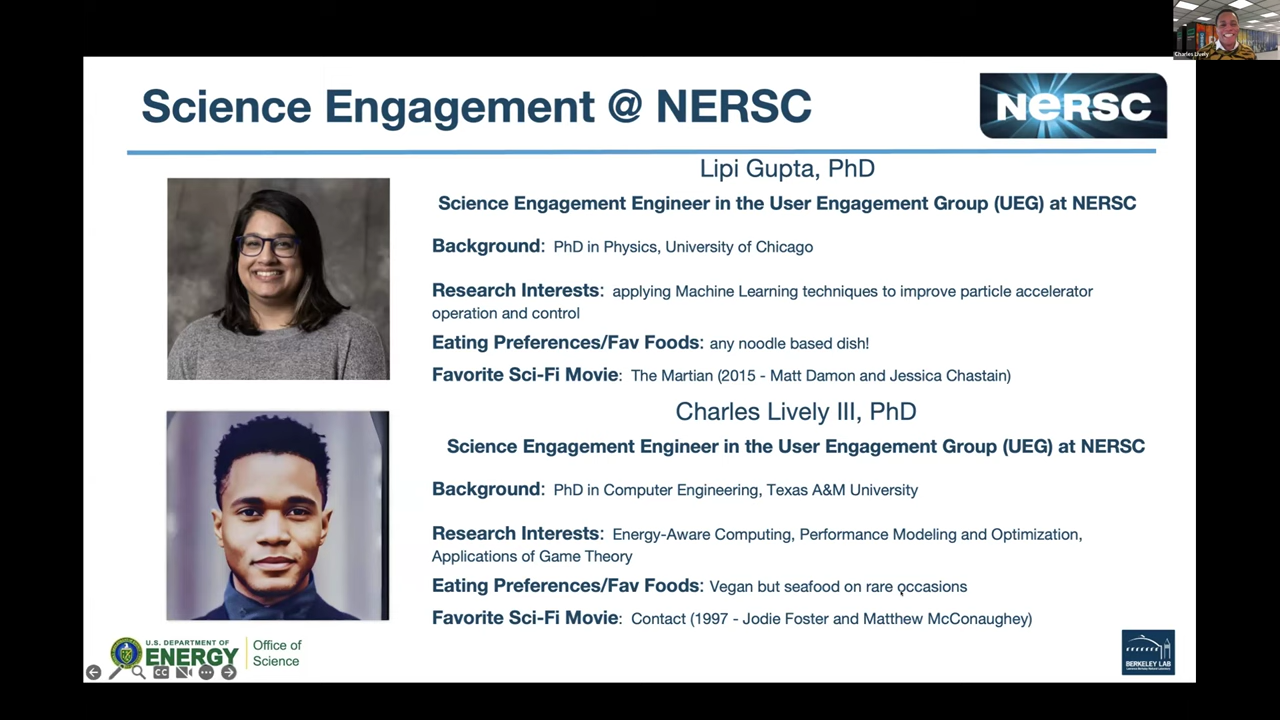 Charles Lively
Science Engagement @ NERSC
NERSC
Lipi Gupta, PhD
Science Engagement Engineer in the User Engagement Group (UEG) at NERSC
Background: PhD in Physics, University of Chicago
Research Interests: applying Machine Learning techniques to improve particle accelerator
operation and control
Eating Preferences/Fav Foods: any noodle based dish!
Favorite Sci-Fi Movie: The Martian (2015 - Matt Damon and Jessica Chastain)
Charles Lively III, PhD
Science Engagement Engineer in the User Engagement Group (UEG) at NERSC
Background: PhD in Computer Engineering, Texas A&M University
Research Interests: Energy-Aware Computing, Performance Modeling and Optimization,
Applications of Game Theory
Eating Preferences/Fav Foods: Vegan but seafood on rare occasions
Favorite Sci-Fi Movie: Contact (1997 - Jodie Foster and Matthew McConaughey)
U.S. DEPARTMENT OF
ENERGY
Office of
Science
CC
BERKELEY LAB